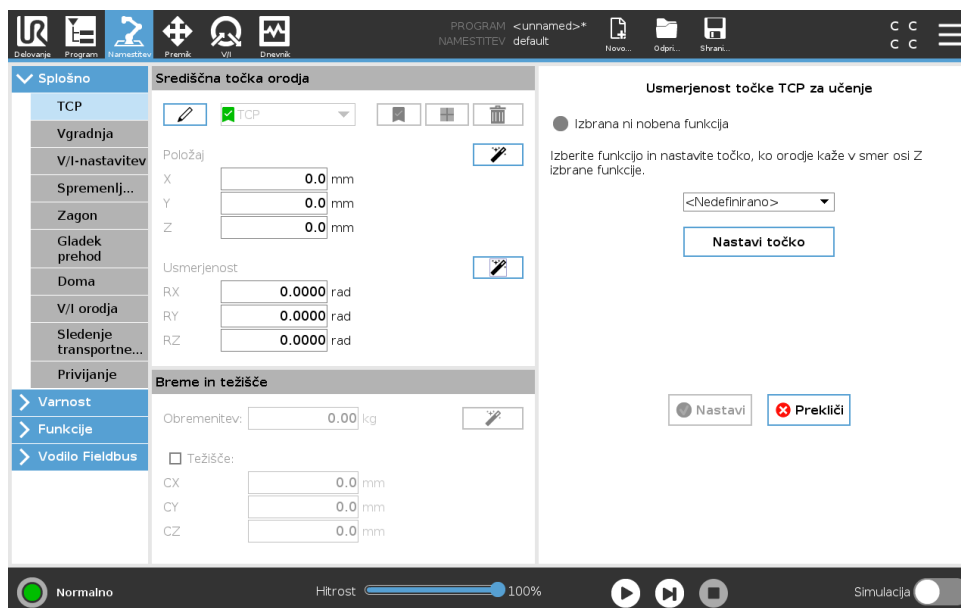 PROGRAM <unnamed>*
NAMESTITEV default
C C
C C
Delovanje
Program
Namestitev
Premik
V/I
Dnevnik
Novo...
Odpri...
Shrani...
Splošno
TCP
Vgradnja
V/I-nastavitev
Spremenlj...
Zagon
Gladek
prehod
Doma
V/I orodja
Sledenje
transportne...
Privijanje
Varnost
Funkcije
Vodilo Fieldbus
Središčna točka orodja
TCP
Položaj
X 0.0 mm
Y 0.0 mm
Z 0.0 mm
Usmerjenost
RX 0.0000 rad
RY 0.0000 rad
RZ 0.0000 rad
Breme in težišče
Obremenitev: 0.00 kg
Težišče:
CX 0.0 mm
CY 0.0 mm
CZ 0.0 mm
Usmerjenost točke TCP za učenje
Izbrana ni nobena funkcija
Izberite funkcijo in nastavite točko, ko orodje kaže v smer osi Z
izbrane funkcije.
<Nedefinirano>
Nastavi točko
Nastavi
Prekliči
Normalno
Hitrost 100%
Simulacija